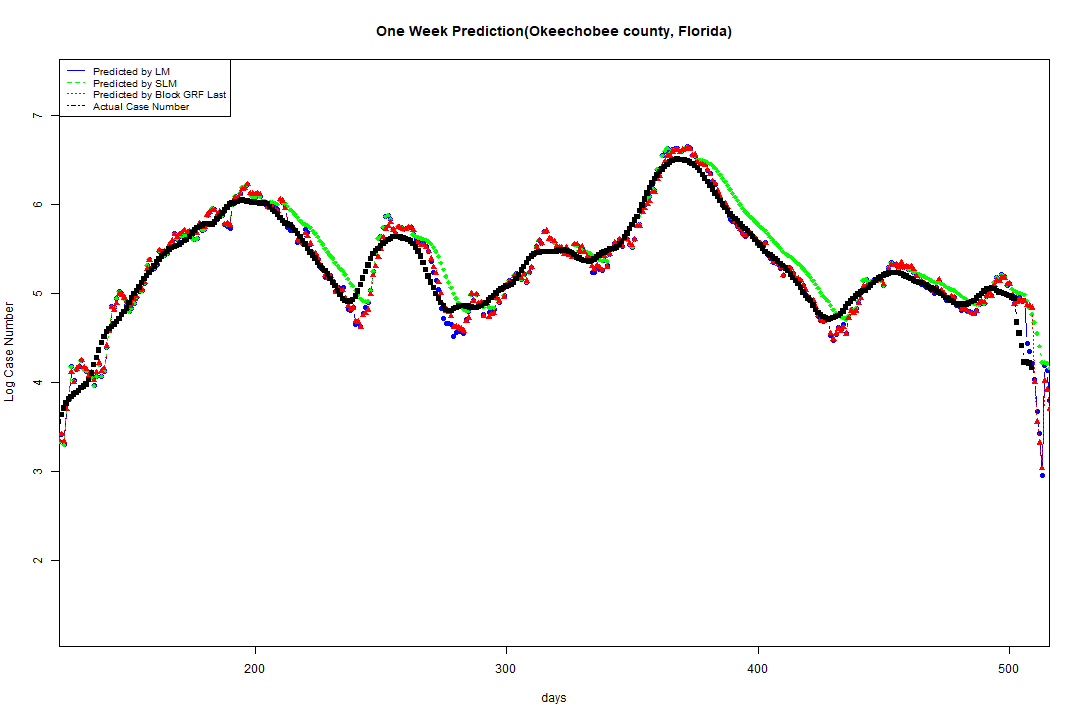 One Week Prediction(Okeechobee county, Florida)
Predicted by LM
Predicted by SLM
Predicted by Block GRF Last
Actual Case Number
7
6
5
4
3
2
Log Case Number
200 300 400 500
days